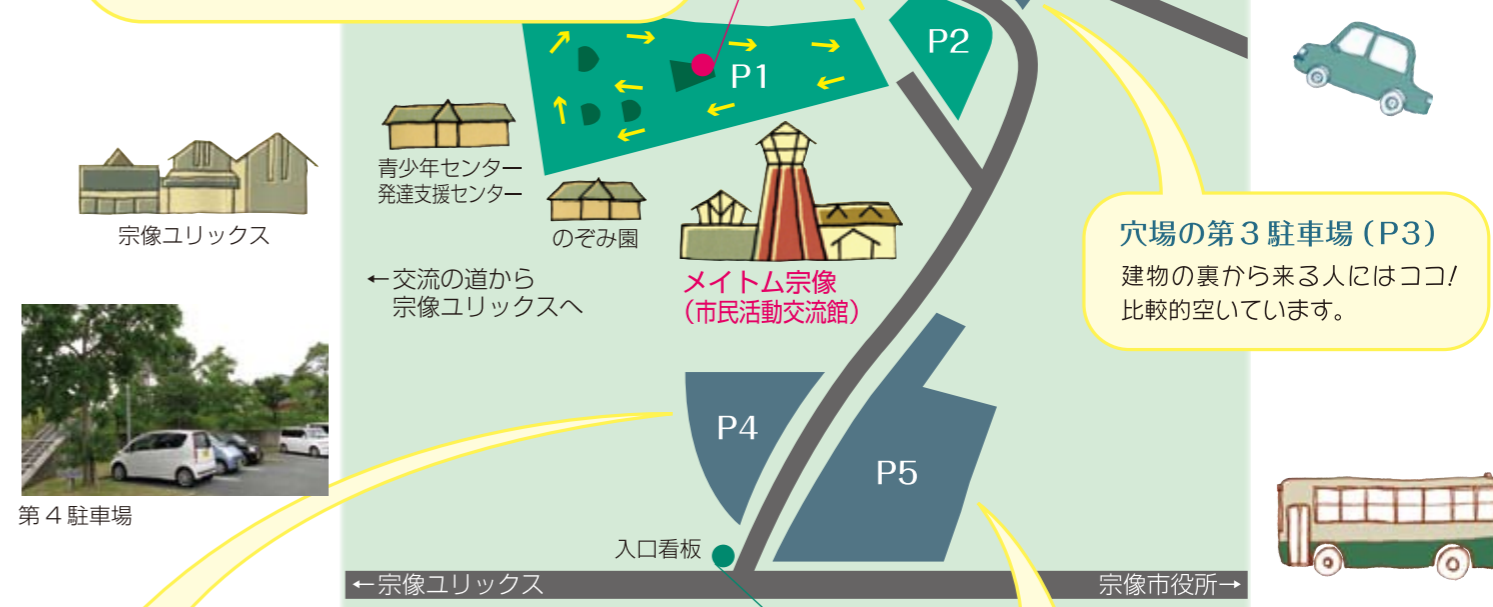 P2
P1
青少年センター
発達支援センター
宗像ユリックス
のぞみ園
←交流の道から
宗像ユリックスへ
メイトム宗像
(市民活動交流館)
穴場の第3駐車場(P3)
建物の裏から来る人にはココ!
比較的空いています。
P4
P5
第4駐車場
入口看板
←宗像ユリックス
宗像市役所→